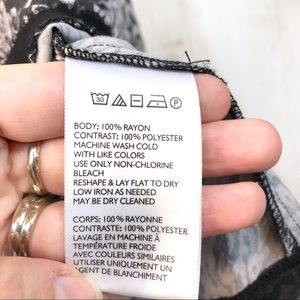 30 P
BODY: 100% RAYON
CONTRAST: 100% POLYESTER
MACHINE WASH COLD
WITH LIKE COLORS
USE ONLY NON-CHLORINE
BLEACH
RESHAPE & LAY FLAT TO DRY
LOW IRON AS NEEDED
MAY BE DRY CLEANED
CORPS: 100% RAYONNE
CONTRASTE: 100% POLYESTER
LAVAGE EN MACHINE À
TEMPÉRATURE FROIDE
AVEC COULEURS SIMILAIRES
UTILISER UNIQUEMENT UN
AGENT DE BLANCHIMENT